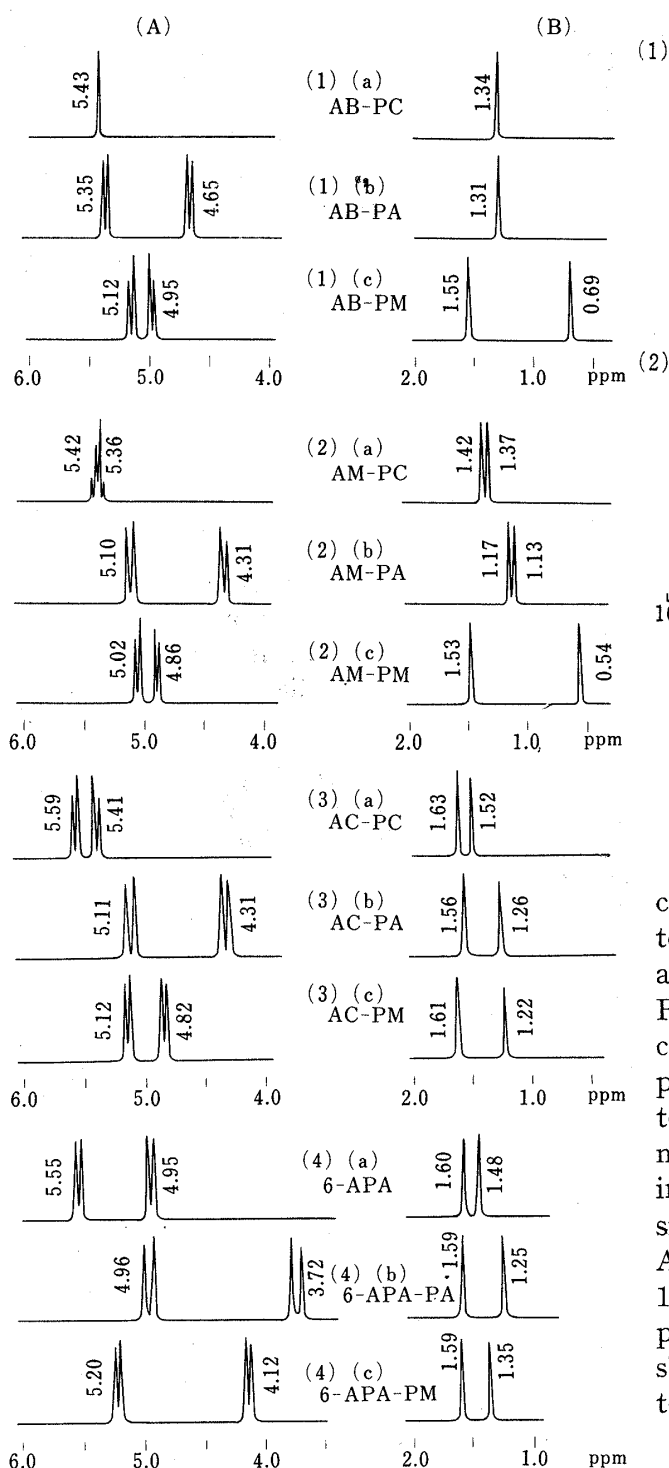 (A) (B) (1)
5.43 (1) (a) 1.34
AB-PC
5.35 4.65 (1) (b) 1.31
AB-PA
5.12 4.95 (1) (c) 1.55 0.69
AB-PM
(2)
6.0 5.0 4.0 2.0 1.0 ppm
5.42 5.36 (2) (a) 1.42 1.37
AM-PC
5.10 4.31 (2) (b) 1.17 1.13
AM-PA
5.02 4.86 (2) (c) 1.53 0.54
AM-PM
6.0 5.0 4.0 2.0 1.0 ppm
5.59 5.41 (3) (a) 1.63 1.52
AC-PC
5.11 4.31 (3) (b) 1.56 1.26
AC-PA
5.12 4.82 (3) (c) 1.61 1.22
AC-PM
6.0 5.0 4.0 2.0 1.0 ppm
5.55 4.95 (4) (a) 1.60 1.48
6-APA
4.96 3.72 (4) (b) 1.59 1.25
6-APA-PA
5.20 4.12 (4) (c) 1.59 1.35
6-APA-PM
6.0 5.0 4.0 2.0 1.0 ppm